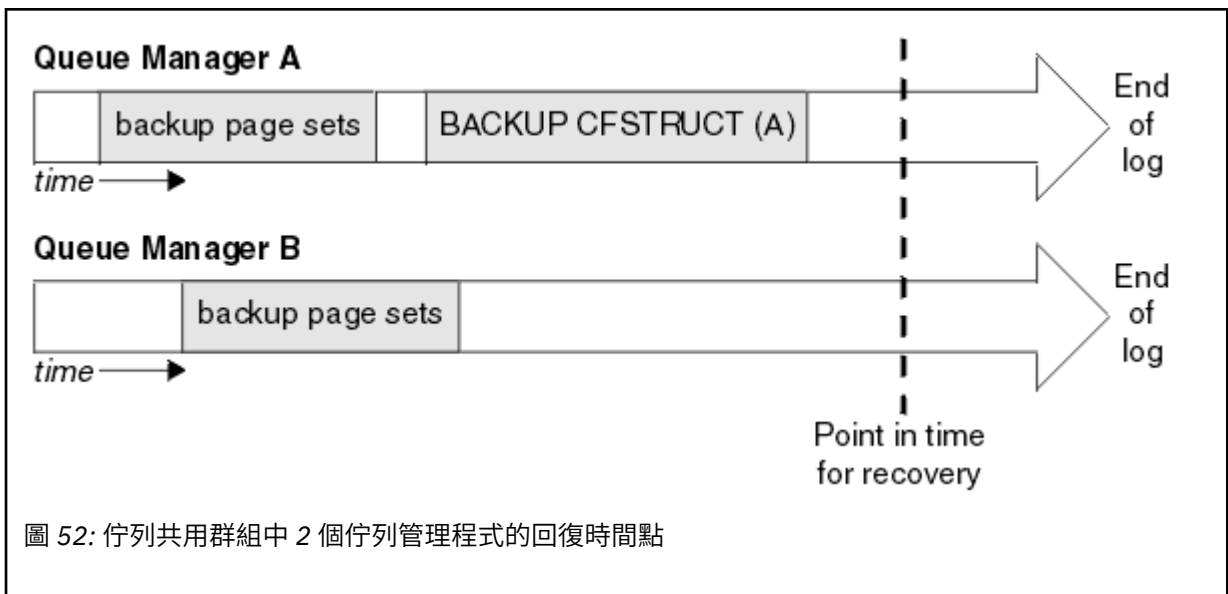 Queue Manager A
backup page sets
BACKUP CFSTRUCT (A)
End
of
log
time
Queue Manager B
backup page sets
End
of
log
time
Point in time
for recovery
圖 52: 佇列共用群組中 2 個佇列管理程式的回復時間點